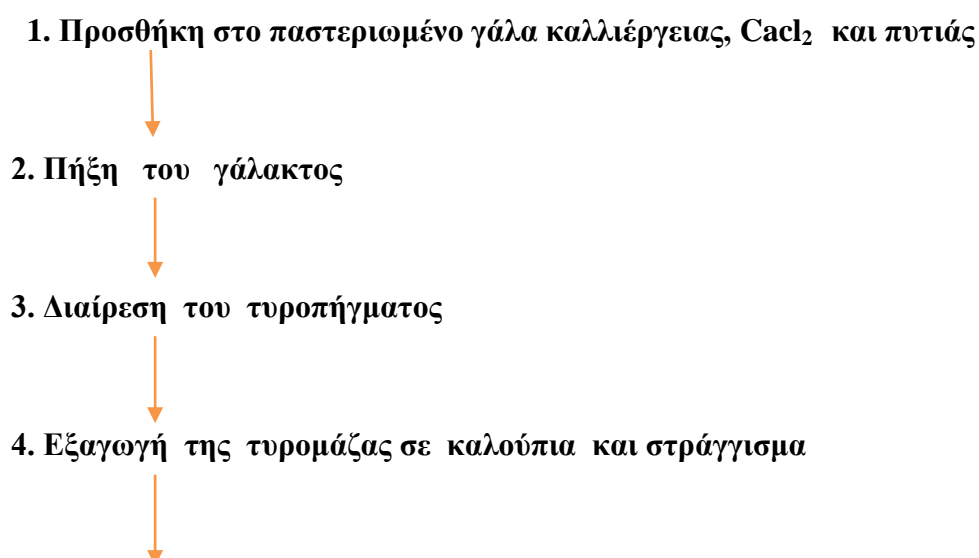 1. Προσθήκη στο παστεριωμένο γάλα καλλιέργειας, Cacl₂ και πυτιάς
2. Πήξη του γάλακτος
3. Διαίρεση του τυροπήγματος
4. Εξαγωγή της τυρομάζας σε καλούπια και στράγγισμα